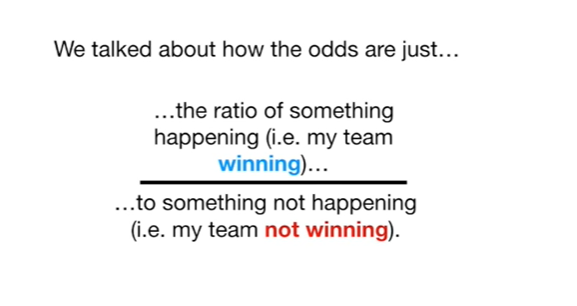 We talked about how the odds are just…
…the ratio of something
happening (i.e. my team
winning)…
…to something not happening
(i.e. my team not winning).